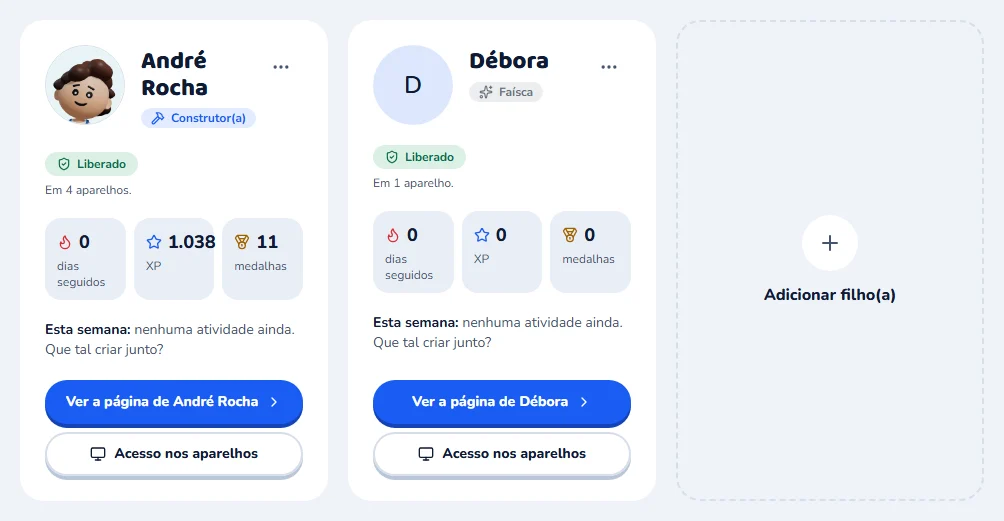 André
Rocha
Construtor(a)
Liberado
Em 4 aparelhos.
0
dias
seguidos
1.038
XP
11
medalhas
Esta semana: nenhuma atividade ainda.
Que tal criar junto?
Ver a página de André Rocha
Acesso nos aparelhos
D
Débora
Faísca
Liberado
Em 1 aparelho.
0
dias
seguidos
0
XP
0
medalhas
Esta semana: nenhuma atividade ainda.
Que tal criar junto?
Ver a página de Débora
Acesso nos aparelhos
Adicionar filho(a)